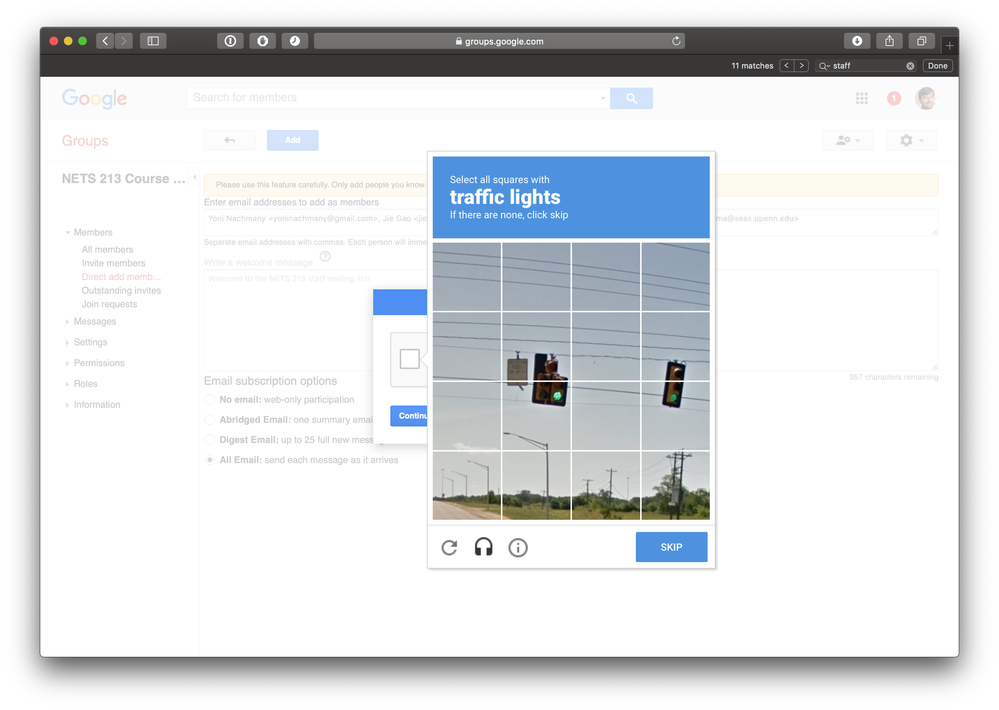 groups.google.com
11 matches
staff
Done
Google
Search for members
1
Groups
Add
NETS 213 Course ...
Please use this feature carefully. Only add people you know.
Enter email addresses to add as members
Yoni Nachmany <yoninachmany@gmail.com>, Jie Gao <jie
ma@seas.upenn.edu>
Separate email addresses with commas. Each person will imme
Write a welcome message
Welcome to the NETS 213 staff mailing list!
957 characters remaining
Members
All members
Invite members
Direct add memb...
Outstanding invites
Join requests
Messages
Settings
Permissions
Roles
Information
Email subscription options
No email: web-only participation
Abridged Email: one summary emai
Digest Email: up to 25 full new mess
All Email: send each message as it arrives
Continu
Select all squares with
traffic lights
If there are none, click skip
SKIP